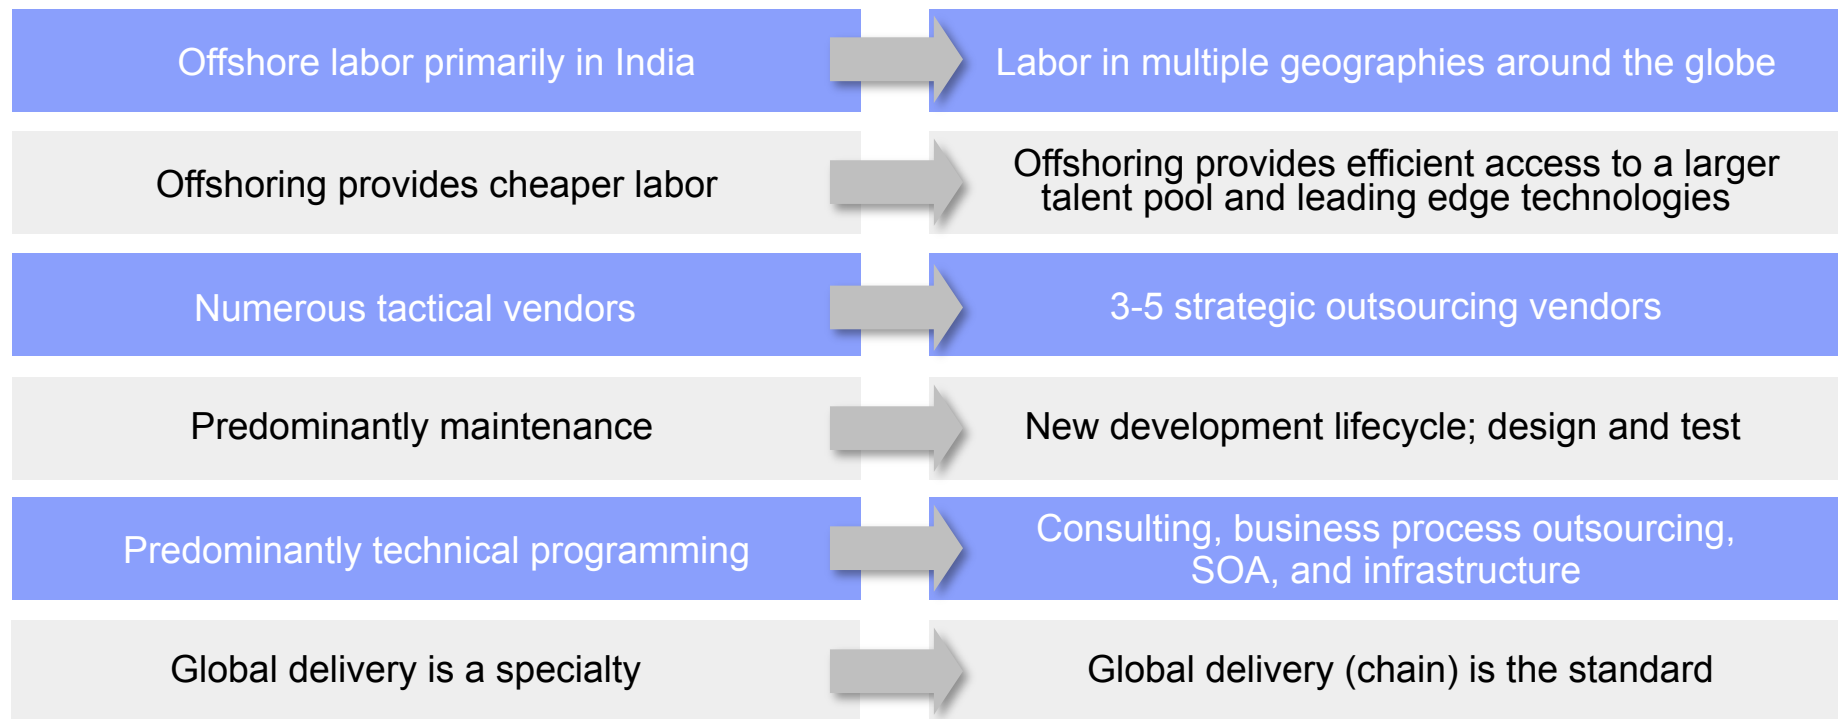 Offshore labor primarily in India
Labor in multiple geographies around the globe
Offshoring provides cheaper labor
Offshoring provides efficient access to a larger
talent pool and leading edge technologies
Numerous tactical vendors
3-5 strategic outsourcing vendors
Predominantly maintenance
New development lifecycle; design and test
Predominantly technical programming
Consulting, business process outsourcing,
SOA, and infrastructure
Global delivery is a specialty
Global delivery (chain) is the standard